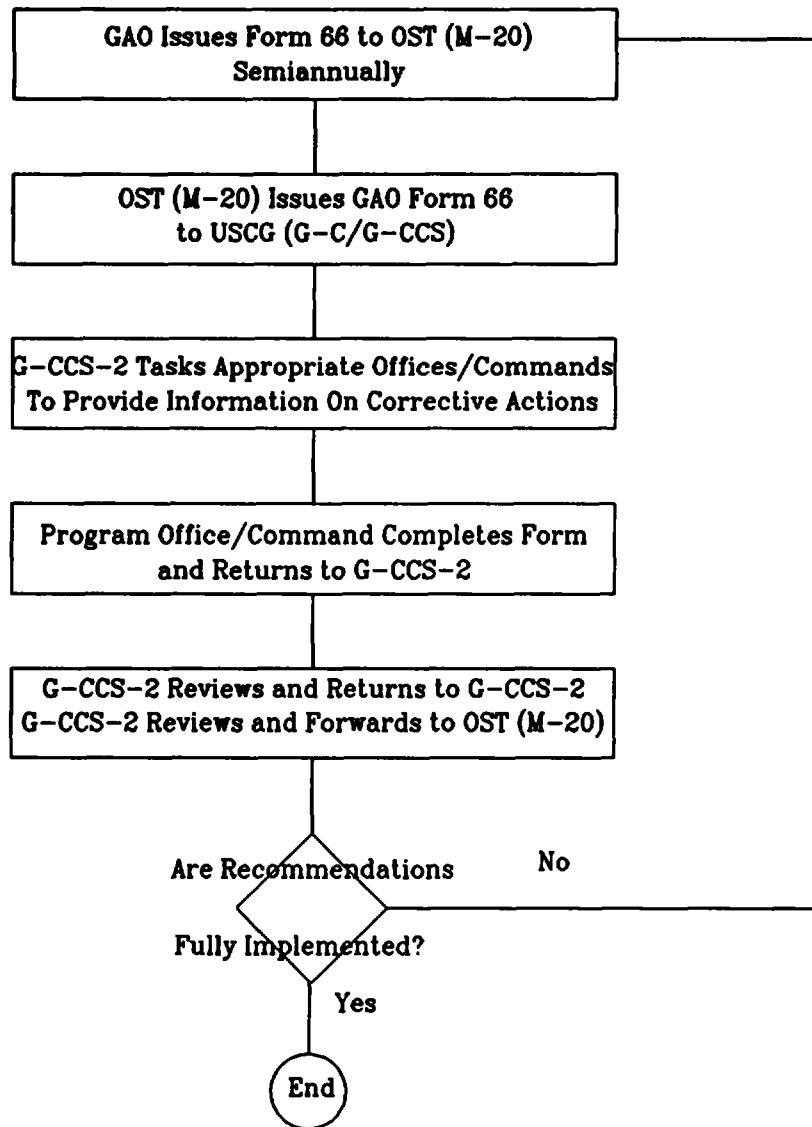 GAO Issues Form 66 to OST (M-20)
Semiannually
OST (M-20) Issues GAO Form 66
to USCG (G-C/G-CCS)
G-CCS-2 Tasks Appropriate Offices/Commands
To Provide Information On Corrective Actions
Program Office/Command Completes Form
and Returns to G-CCS-2
G-CCS-2 Reviews and Returns to G-CCS-2
G-CCS-2 Reviews and Forwards to OST (M-20)
Are Recommendations
No
Fully Implemented?
Yes
End